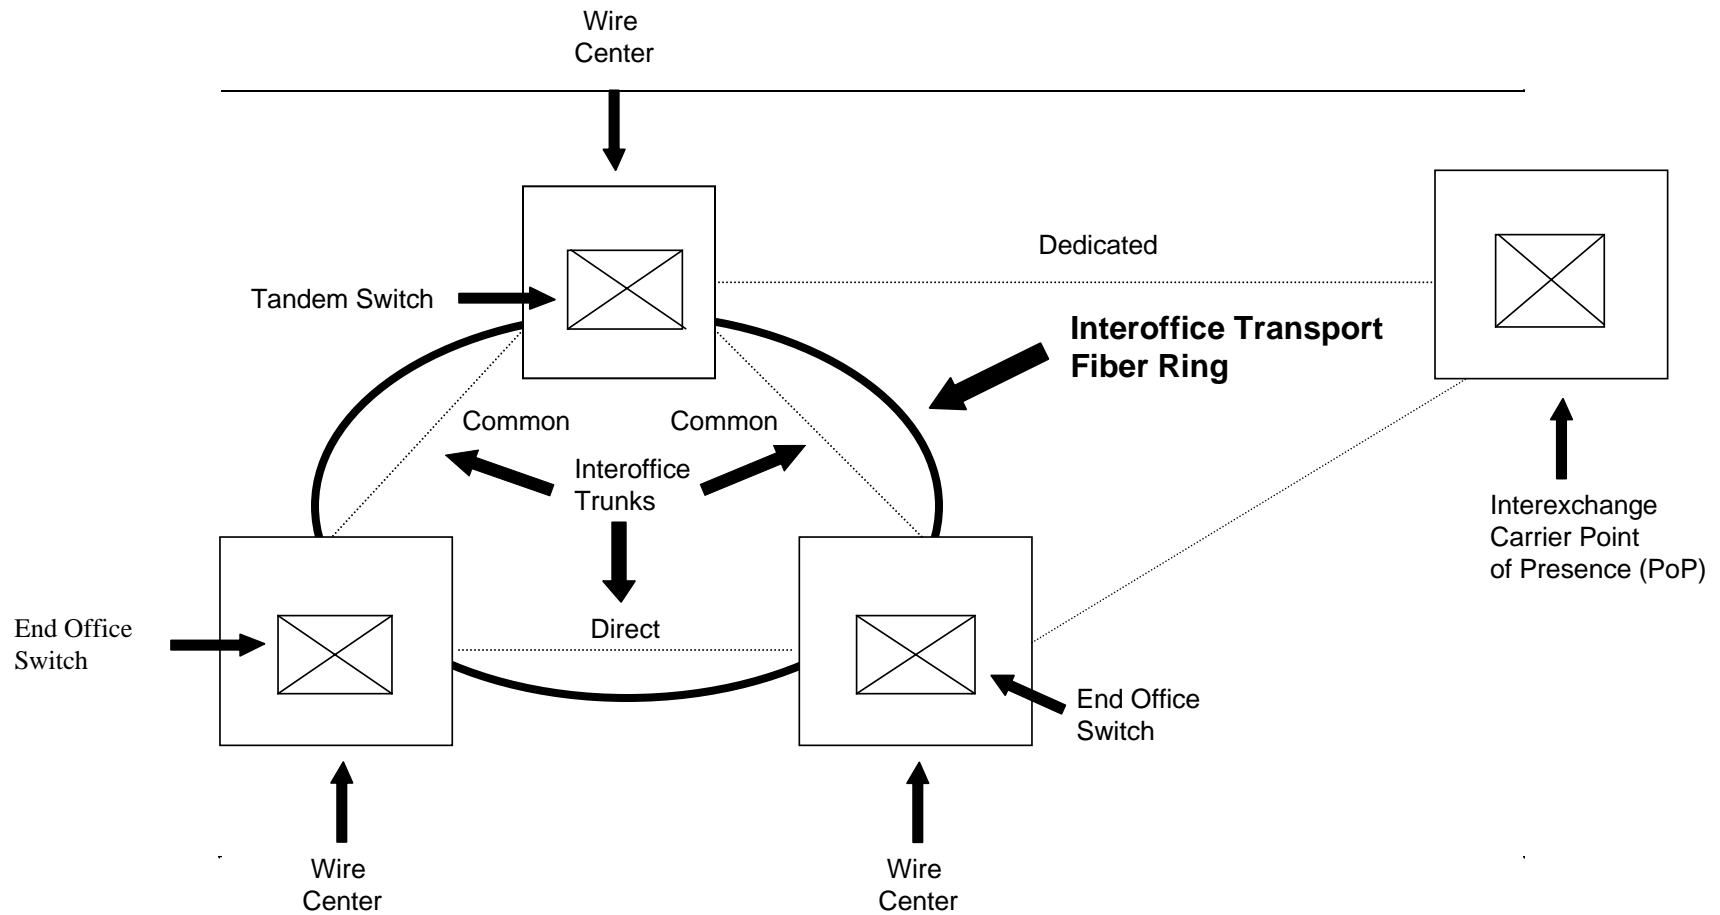 Wire
Center
Dedicated
Tandem Switch
Interoffice Transport
Fiber Ring
Common
Common
Interoffice
Trunks
Interexchange
Carrier Point
of Presence (PoP)
Direct
End Office
Switch
End Office
Switch
Wire
Center
Wire
Center